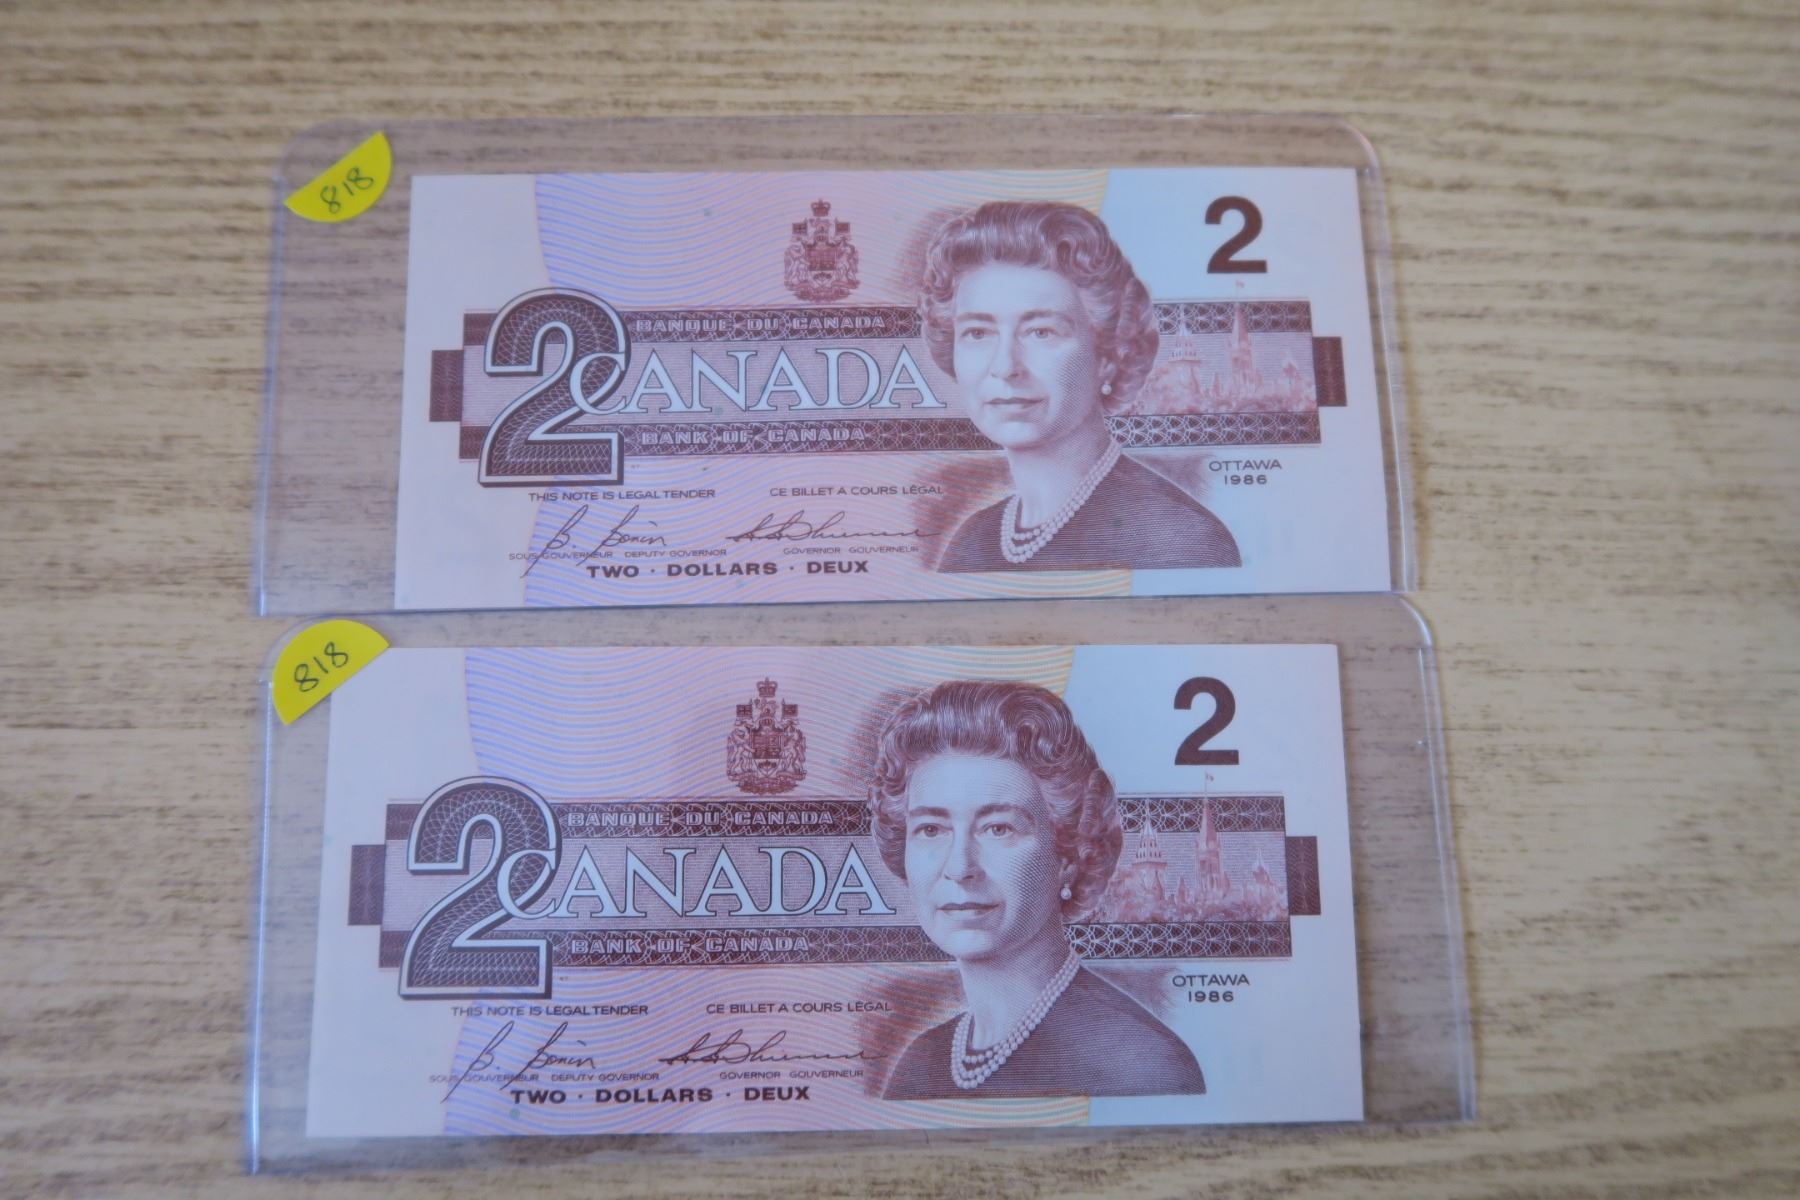 818
2
BANQUE DU CANADA
2 CANADA
BANK OF CANADA
OTTAWA
1986
THIS NOTE IS LEGAL TENDER CE BILLET A COURS LÉGAL
B. Bonin
SOUS-GOUVERNEUR DEPUTY GOVERNOR GOVERNOR GOUVERNEUR
TWO · DOLLARS · DEUX
818
2
BANQUE DU CANADA
2 CANADA
BANK OF CANADA
OTTAWA
1986
THIS NOTE IS LEGAL TENDER CE BILLET A COURS LÉGAL
B. Bonin
SOUS-GOUVERNEUR DEPUTY GOVERNOR GOVERNOR GOUVERNEUR
TWO · DOLLARS · DEUX